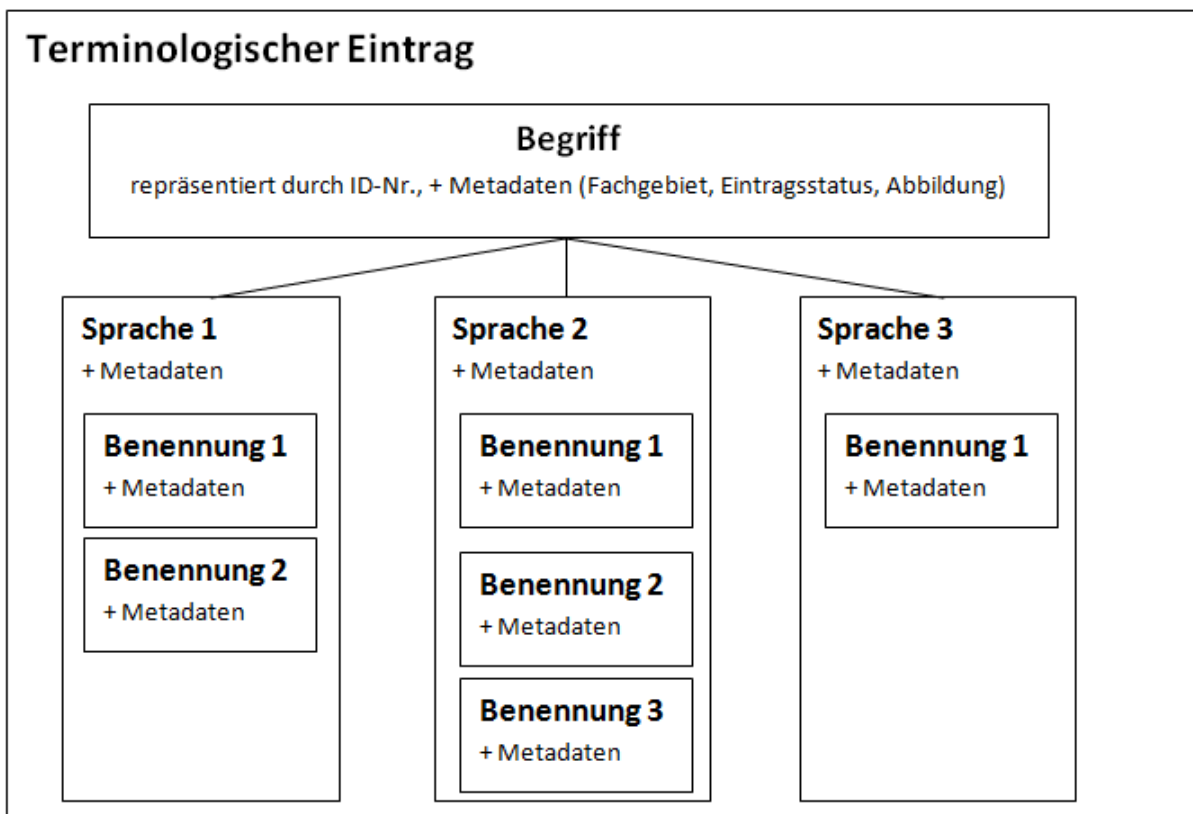 Terminologischer Eintrag
Begriff
repräsentiert durch ID-Nr., + Metadaten (Fachgebiet, Eintragsstatus, Abbildung)
Sprache 1
+ Metadaten
Benennung 1
+ Metadaten
Benennung 2
+ Metadaten
Sprache 2
+ Metadaten
Benennung 1
+ Metadaten
Benennung 2
+ Metadaten
Benennung 3
+ Metadaten
Sprache 3
+ Metadaten
Benennung 1
+ Metadaten